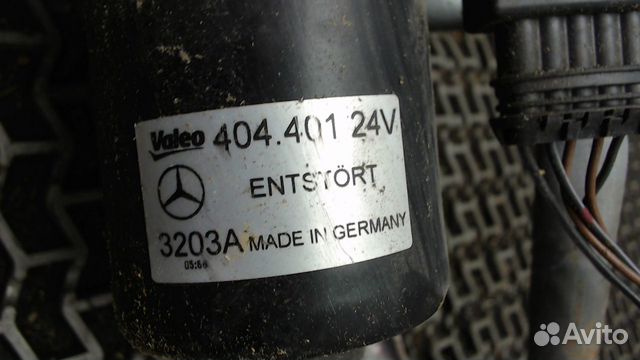 Valeo 404.401 24V
ENTSTÖRT
3203A MADE IN GERMANY
Avito